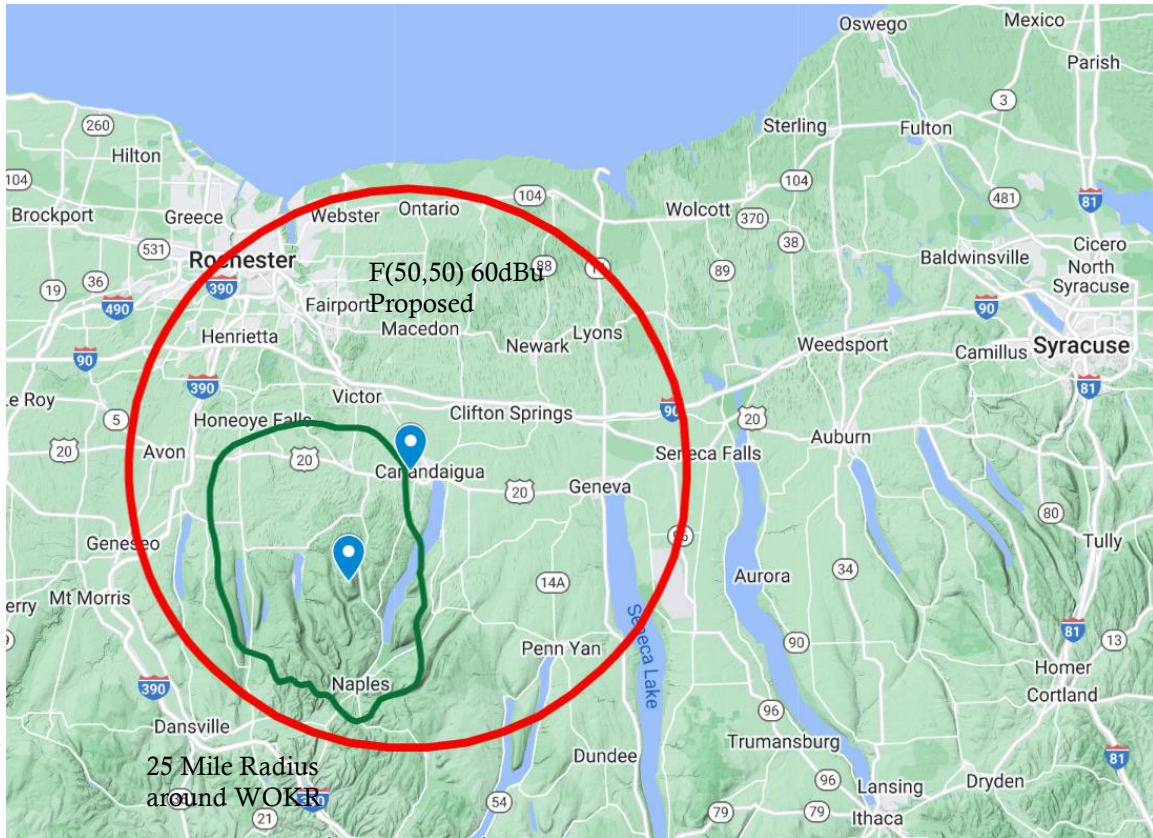 Oswego
Mexico
Parish
3
260
Hilton
Sterling
Fulton
104
104
104
481
81
Brockport
Greece
Webster
Ontario
Wolcott
370
531
38
Cicero
Rochester
88
Baldwinsville
North
Syracuse
19
36
390
F(50,50) 60dBu
Proposed
89
490
Fairport
90
Henrietta
Macedon
Lyons
Newark
Weedsport
Camillus
Syracuse
90
390
81
Victor
Le Roy
5
Honeoye Falls
Clifton Springs
90
20
Auburn
20
Avon
20
Canandaigua
Seneca Falls
20
Geneva
80
96
Geneseo
Tully
14A
Aurora
34
Mt Morris
Seneca Lake
81
13
Penn Yan
90
Naples
Homer
390
Cortland
96
Dansville
Trumansburg
Dundee
81
25 Mile Radius
around WOKR
96
Dryden
Lansing
54
79
79
21
Ithaca